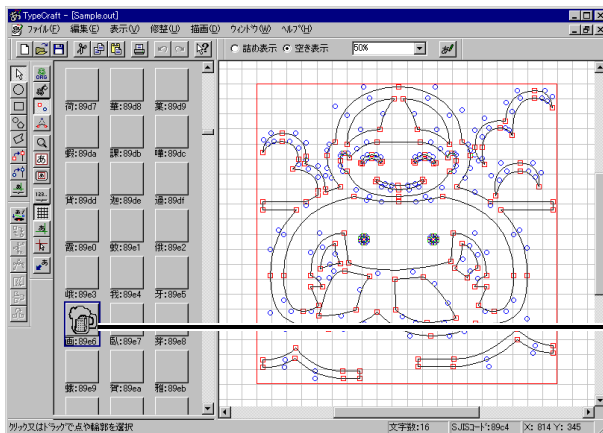 TypeCraft - [Sample.out]
ファイル(F) 編集(E) 表示(V) 修整(U) 描画(D) ウィンドウ(W) ヘルプ(H)
詰め表示 空き表示 50%
荷:89d7 華:89d8 菓:89d9
蝦:89da 課:89db 嘩:89dc
貨:89dd 迦:89de 過:89df
霞:89e0 蚊:89e1 俄:89e2
峨:89e3 我:89e4 牙:89e5
画:89e6 臥:89e7 芽:89e8
蛾:89e9 賀:89ea 雅:89eb
クリック又はドラッグで点や輪郭を選択 文字数:16 SJISコード:89c4 X: 814 Y: 345